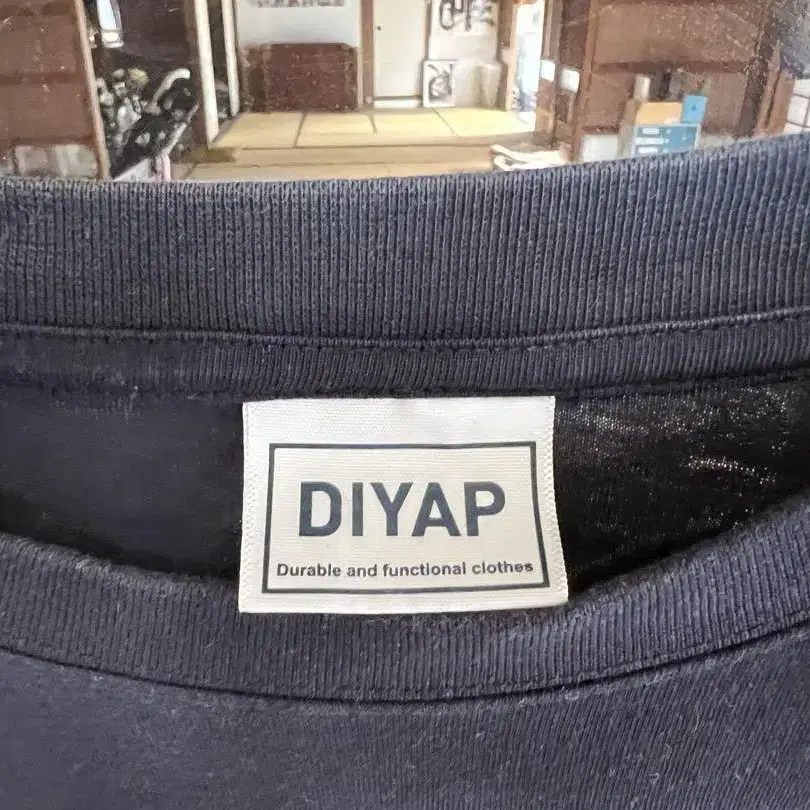 DIYAP
Durable and functional clothes